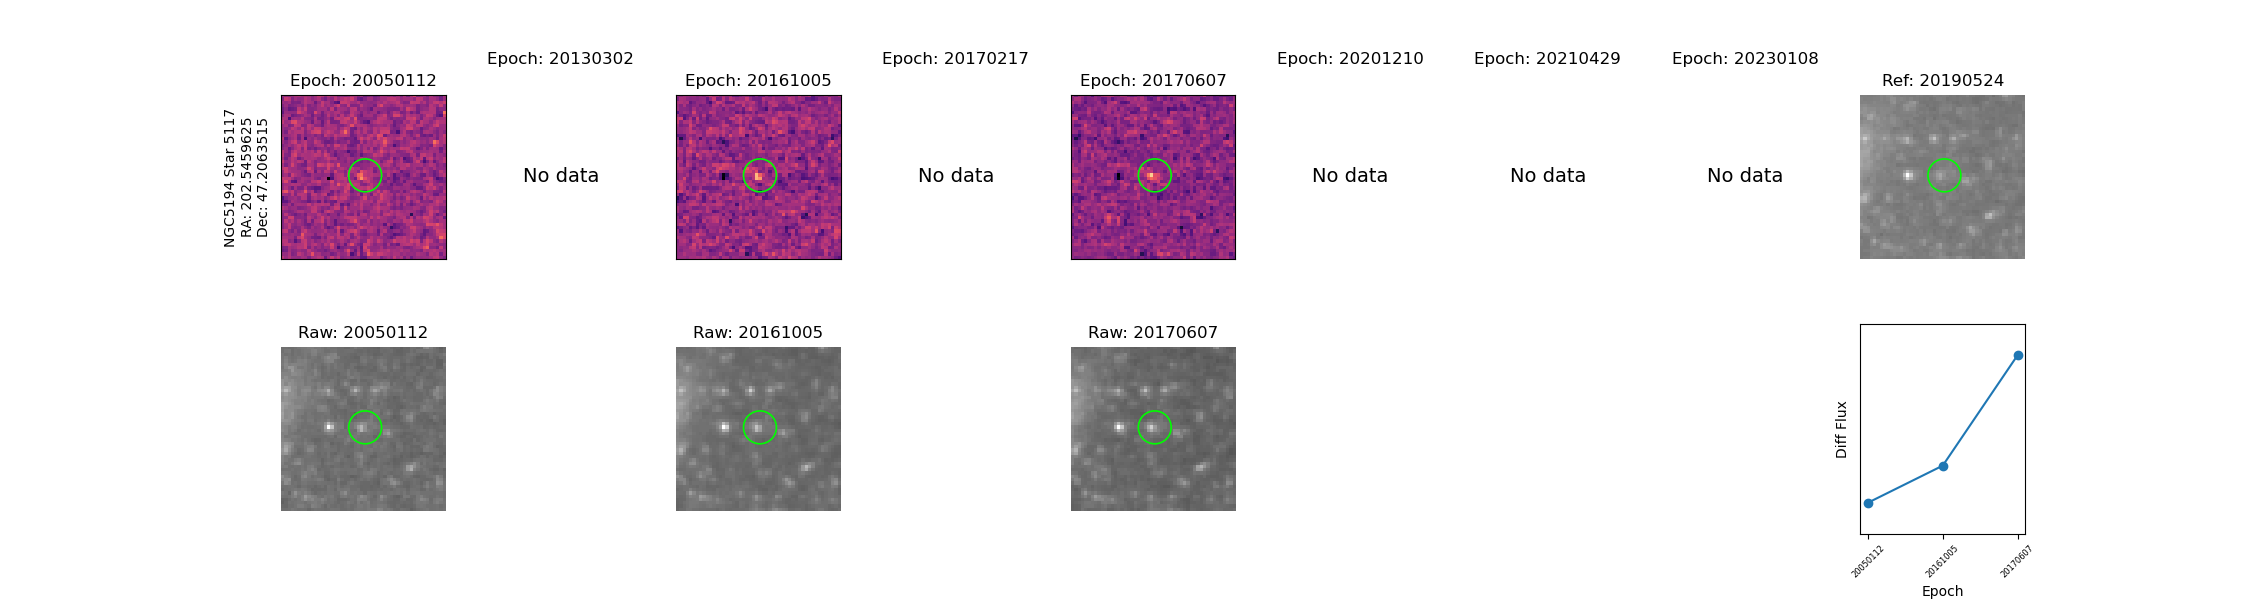 Epoch: 20050112
Epoch: 20130302
Epoch: 20161005
Epoch: 20170217
Epoch: 20170607
Epoch: 20201210
Epoch: 20210429
Epoch: 20230108
Ref: 20190524
NGC5194 Star 5117
RA: 202.5459625
Dec: 47.2063515
No data
No data
No data
No data
No data
Raw: 20050112
Raw: 20161005
Raw: 20170607
Diff Flux
20050112
20161005
20170607
Epoch